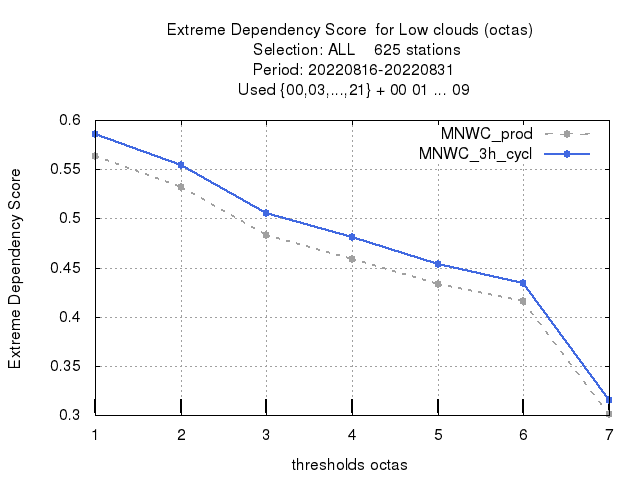 Extreme Dependency Score  for Low clouds (octas)
Selection: ALL    625 stations
Period: 20220816-20220831
Used {00,03,...,21} + 00 01 ... 09
MNWC_prod
MNWC_3h_cycl
Extreme Dependency Score
0.6
0.55
0.5
0.45
0.4
0.35
0.3
1 2 3 4 5 6 7
thresholds octas